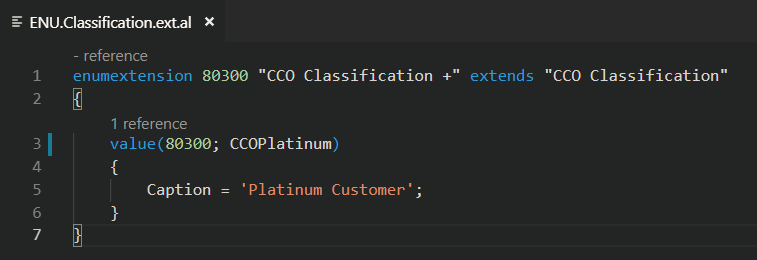 ENU.Classification.ext.al ×
- reference
1 enumextension 80300 "CCO Classification +" extends "CCO Classification"
2 {
1 reference
3 value(80300; CCOPlatinum)
4 {
5 Caption = 'Platinum Customer';
6 }
7 }